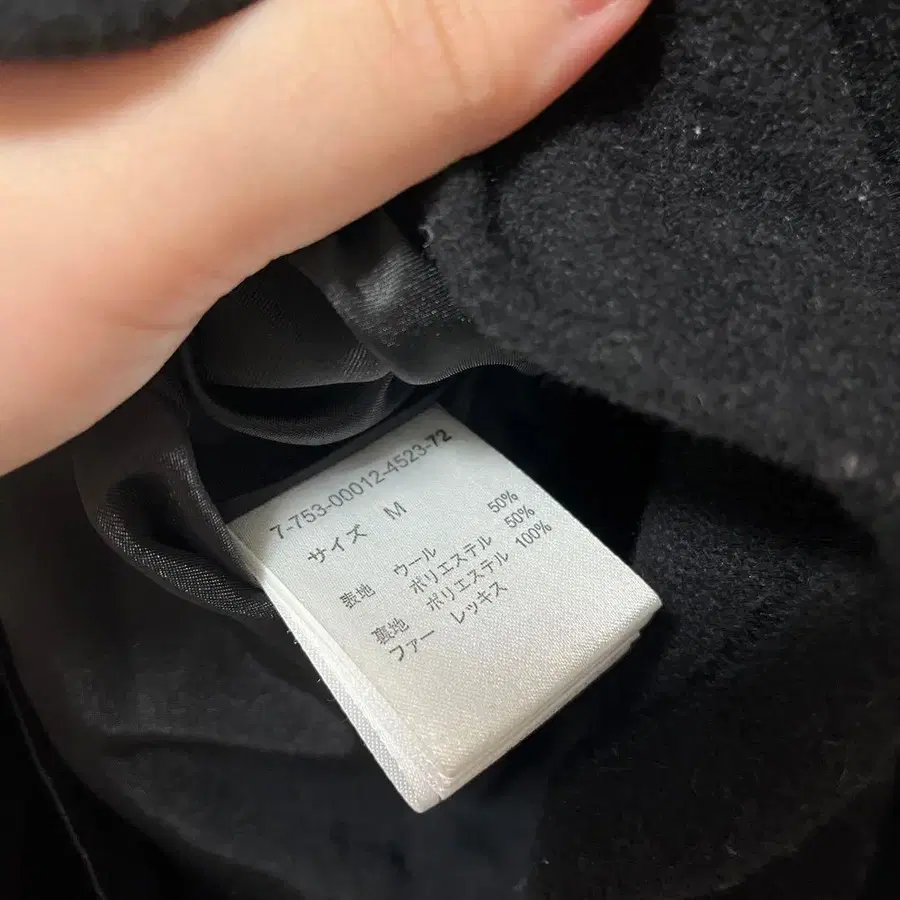 7-753-00012-4523-72
サイズ M
表地 ウール 50%
ポリエステル 50%
裏地 ポリエステル 100%
ファー レッキス